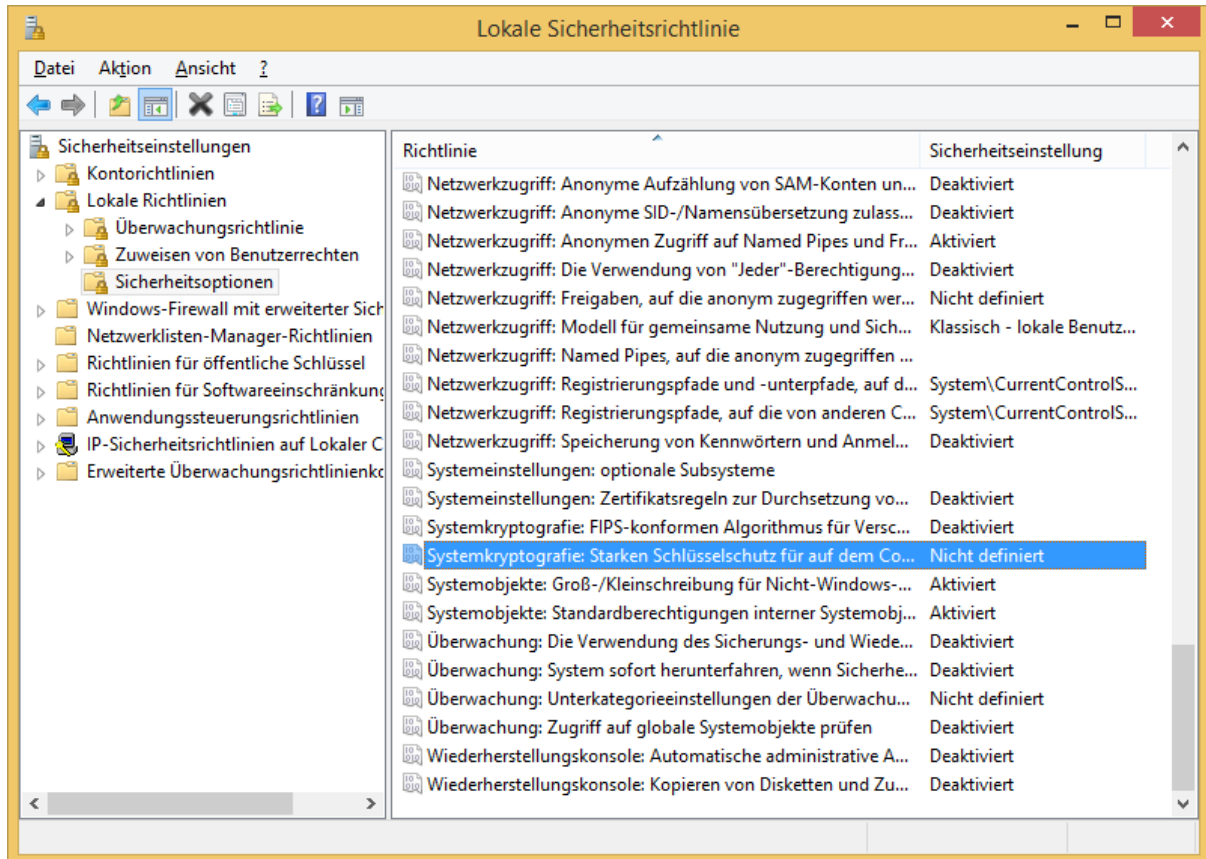 Lokale Sicherheitsrichtlinie
Datei Aktion Ansicht ?
Sicherheitseinstellungen
Kontorichtlinien
Lokale Richtlinien
Überwachungsrichtlinie
Zuweisen von Benutzerrechten
Sicherheitsoptionen
Windows-Firewall mit erweiterter Sich
Netzwerklisten-Manager-Richtlinien
Richtlinien für öffentliche Schlüssel
Richtlinien für Softwareeinschränkung
Anwendungssteuerungsrichtlinien
IP-Sicherheitsrichtlinien auf Lokaler C
Erweiterte Überwachungsrichtlinienko
Richtlinie Sicherheitseinstellung
Netzwerkzugriff: Anonyme Aufzählung von SAM-Konten un... Deaktiviert
Netzwerkzugriff: Anonyme SID-/Namensübersetzung zulass... Deaktiviert
Netzwerkzugriff: Anonymen Zugriff auf Named Pipes und Fr... Aktiviert
Netzwerkzugriff: Die Verwendung von "Jeder"-Berechtigung... Deaktiviert
Netzwerkzugriff: Freigaben, auf die anonym zugegriffen wer... Nicht definiert
Netzwerkzugriff: Modell für gemeinsame Nutzung und Sich... Klassisch - lokale Benutz...
Netzwerkzugriff: Named Pipes, auf die anonym zugegriffen ...
Netzwerkzugriff: Registrierungspfade und -unterpfade, auf d... System\CurrentControlS...
Netzwerkzugriff: Registrierungspfade, auf die von anderen C... System\CurrentControlS...
Netzwerkzugriff: Speicherung von Kennwörtern und Anmel... Deaktiviert
Systemeinstellungen: optionale Subsysteme
Systemeinstellungen: Zertifikatsregeln zur Durchsetzung vo... Deaktiviert
Systemkryptografie: FIPS-konformen Algorithmus für Versc... Deaktiviert
Systemkryptografie: Starken Schlüsselschutz für auf dem Co... Nicht definiert
Systemobjekte: Groß-/Kleinschreibung für Nicht-Windows-... Aktiviert
Systemobjekte: Standardberechtigungen interner Systemobj... Aktiviert
Überwachung: Die Verwendung des Sicherungs- und Wiede... Deaktiviert
Überwachung: System sofort herunterfahren, wenn Sicherhe... Deaktiviert
Überwachung: Unterkategorieeinstellungen der Überwachu... Nicht definiert
Überwachung: Zugriff auf globale Systemobjekte prüfen Deaktiviert
Wiederherstellungskonsole: Automatische administrative A... Deaktiviert
Wiederherstellungskonsole: Kopieren von Disketten und Zu... Deaktiviert